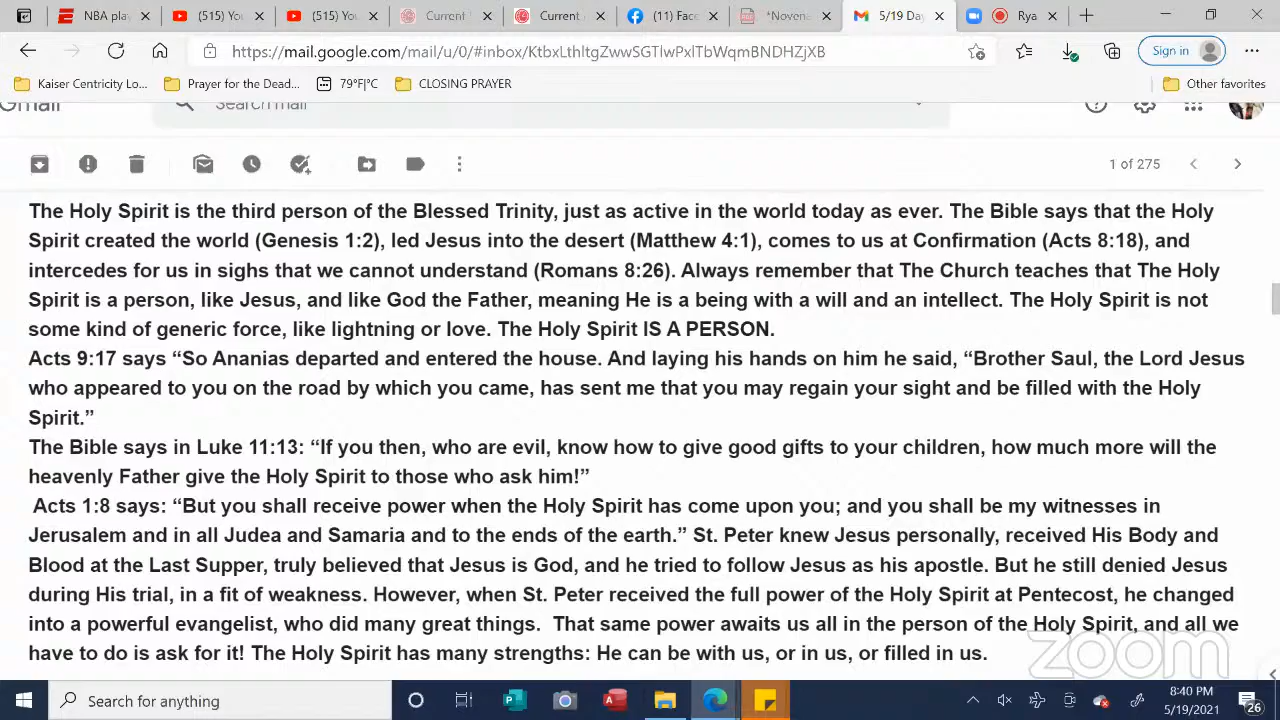 NBA play
(515) You
(515) You
Current
Current
(11) Face
*Novena
5/19 Day
Rya
https://mail.google.com/mail/u/0/#inbox/KtbxLthltgZwwSGTlwPxlTbWqmBNDHZjXB
Sign in
Kaiser Centricity Lo...
Prayer for the Dead...
79°F|°C
CLOSING PRAYER
Other favorites
Gmail
Search mail
1 of 275
The Holy Spirit is the third person of the Blessed Trinity, just as active in the world today as ever. The Bible says that the Holy
Spirit created the world (Genesis 1:2), led Jesus into the desert (Matthew 4:1), comes to us at Confirmation (Acts 8:18), and
intercedes for us in sighs that we cannot understand (Romans 8:26). Always remember that The Church teaches that The Holy
Spirit is a person, like Jesus, and like God the Father, meaning He is a being with a will and an intellect. The Holy Spirit is not
some kind of generic force, like lightning or love. The Holy Spirit IS A PERSON.
Acts 9:17 says “So Ananias departed and entered the house. And laying his hands on him he said, “Brother Saul, the Lord Jesus
who appeared to you on the road by which you came, has sent me that you may regain your sight and be filled with the Holy
Spirit.”
The Bible says in Luke 11:13: “If you then, who are evil, know how to give good gifts to your children, how much more will the
heavenly Father give the Holy Spirit to those who ask him!”
Acts 1:8 says: “But you shall receive power when the Holy Spirit has come upon you; and you shall be my witnesses in
Jerusalem and in all Judea and Samaria and to the ends of the earth.” St. Peter knew Jesus personally, received His Body and
Blood at the Last Supper, truly believed that Jesus is God, and he tried to follow Jesus as his apostle. But he still denied Jesus
during His trial, in a fit of weakness. However, when St. Peter received the full power of the Holy Spirit at Pentecost, he changed
into a powerful evangelist, who did many great things.  That same power awaits us all in the person of the Holy Spirit, and all we
have to do is ask for it! The Holy Spirit has many strengths: He can be with us, or in us, or filled in us.
zoom
Search for anything
8:40 PM
5/19/2021
26